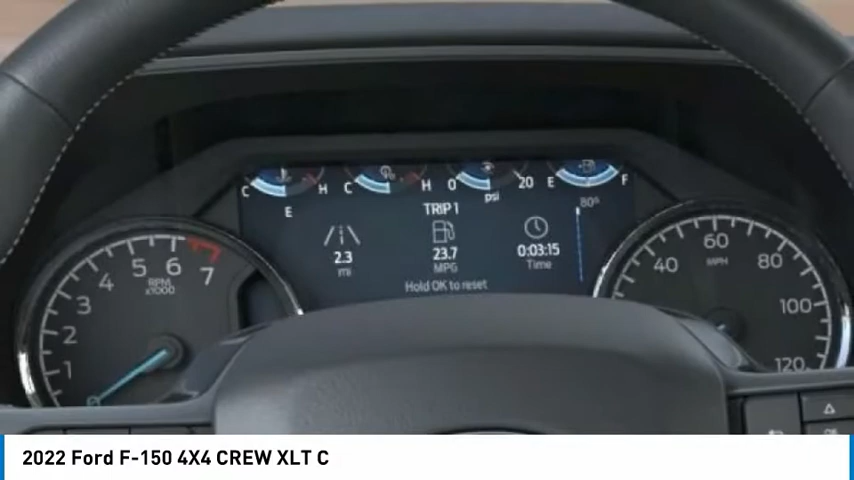 C H C H 0 20 E F
psi
E TRIP 1 80°
2.3 23.7 0:03:15
mi MPG Time
Hold OK to reset
1 2 3 4 5 6 7
RPM
x1000
40 60 80 100 120
MPH
2022 Ford F-150 4X4 CREW XLT C